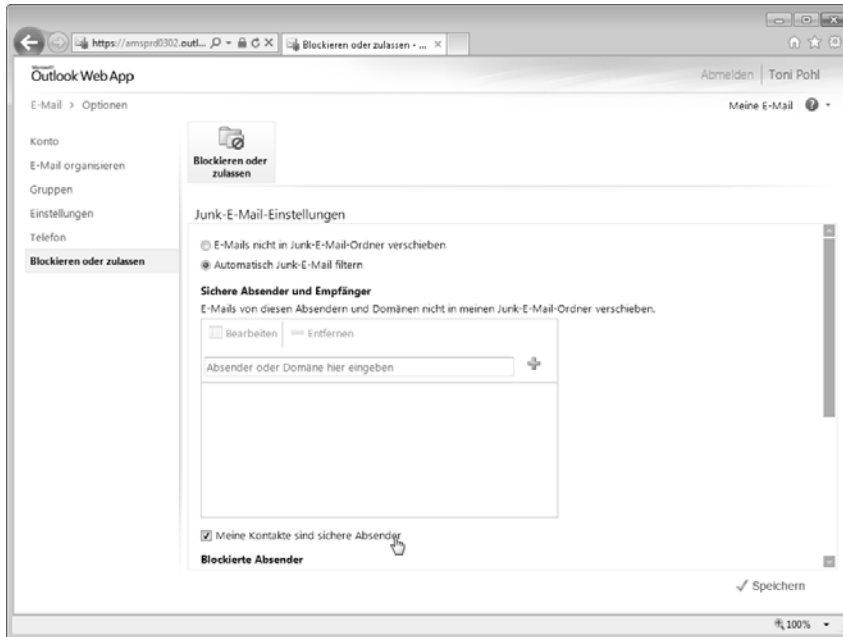 https://amsprd0302.outl...
Blockieren oder zulassen - ...
Microsoft
Outlook Web App
Abmelden | Toni Pohl
E-Mail > Optionen
Meine E-Mail
Konto
E-Mail organisieren
Gruppen
Einstellungen
Telefon
Blockieren oder zulassen
Blockieren oder
zulassen
Junk-E-Mail-Einstellungen
E-Mails nicht in Junk-E-Mail-Ordner verschieben
Automatisch Junk-E-Mail filtern
Sichere Absender und Empfänger
E-Mails von diesen Absendern und Domänen nicht in meinen Junk-E-Mail-Ordner verschieben.
Bearbeiten
Entfernen
Absender oder Domäne hier eingeben
Meine Kontakte sind sichere Absender
Blockierte Absender
Speichern
100%